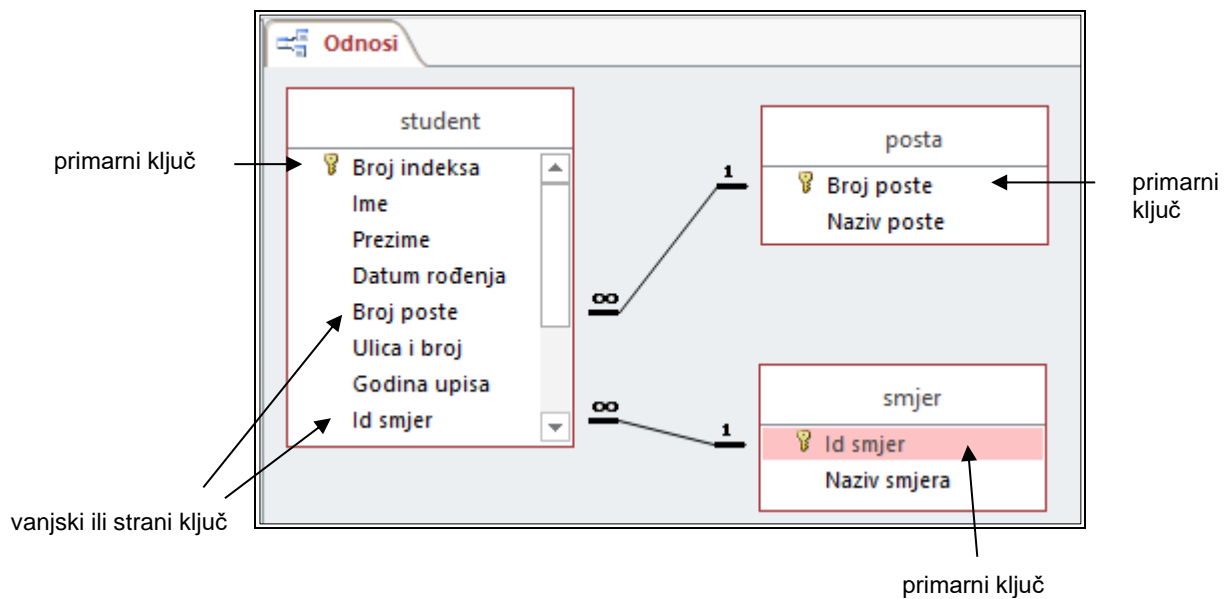 Odnosi
student
primarni ključ
Broj indeksa
Ime
Prezime
Datum rođenja
Broj poste
Ulica i broj
Godina upisa
Id smjer
vanjski ili strani ključ
1
∞
posta
Broj poste
Naziv poste
primarni
ključ
∞
1
smjer
Id smjer
Naziv smjera
primarni ključ